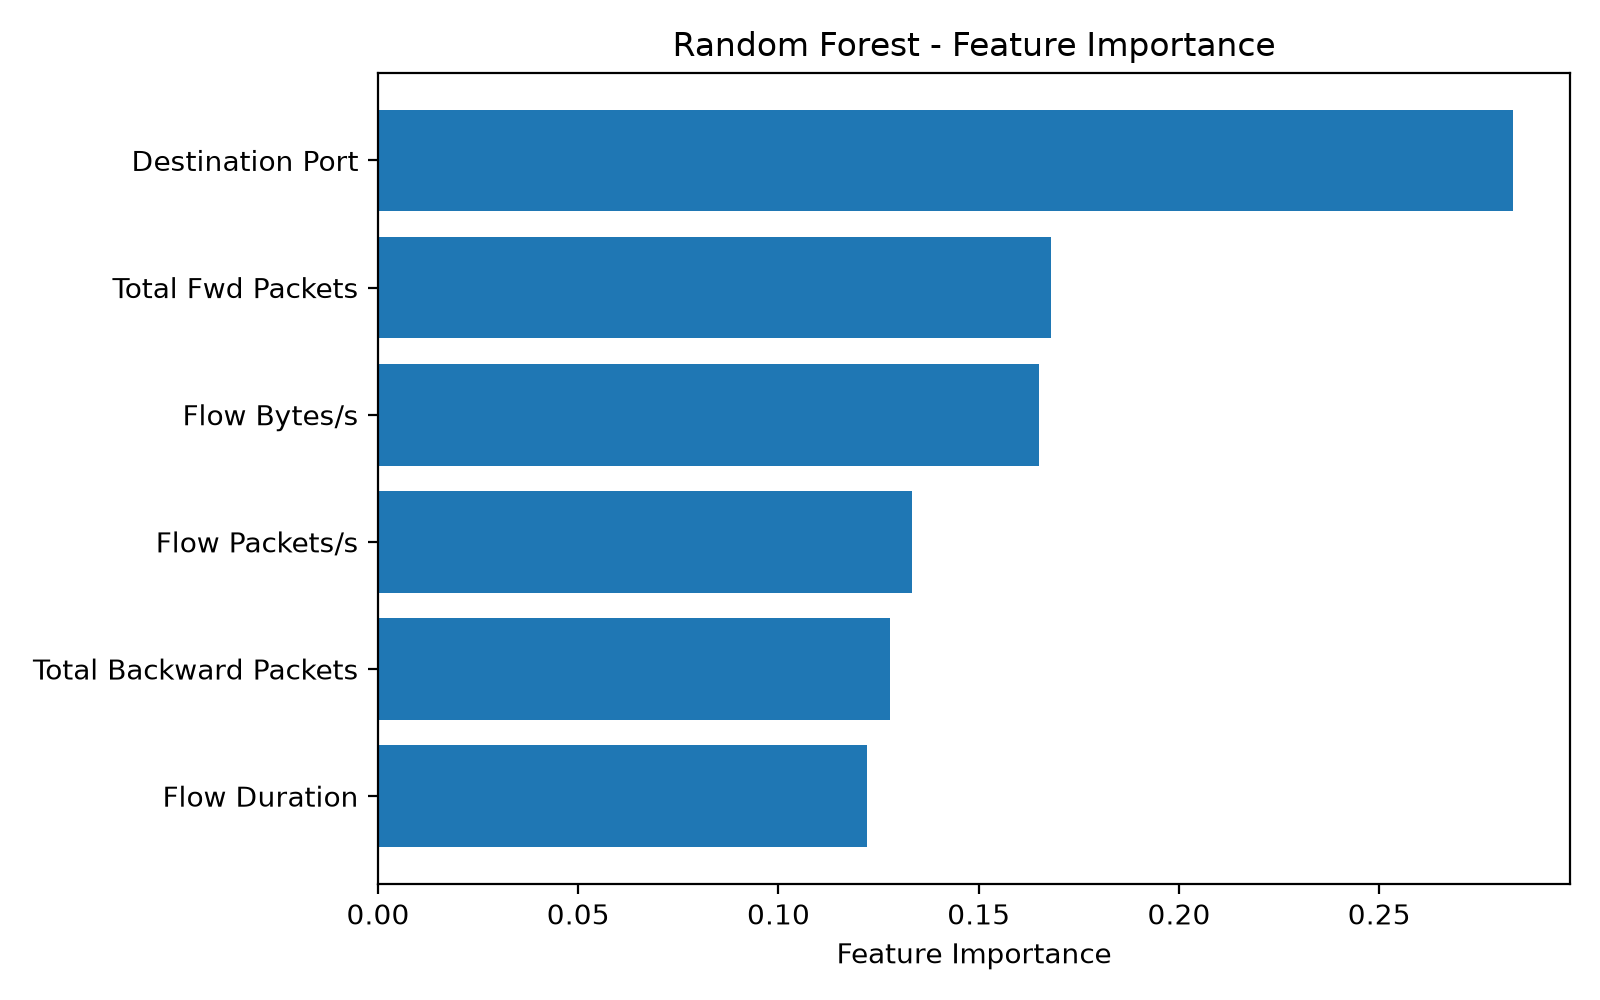 Random Forest - Feature Importance
Destination Port
Total Fwd Packets
Flow Bytes/s
Flow Packets/s
Total Backward Packets
Flow Duration
0.00 0.05 0.10 0.15 0.20 0.25
Feature Importance